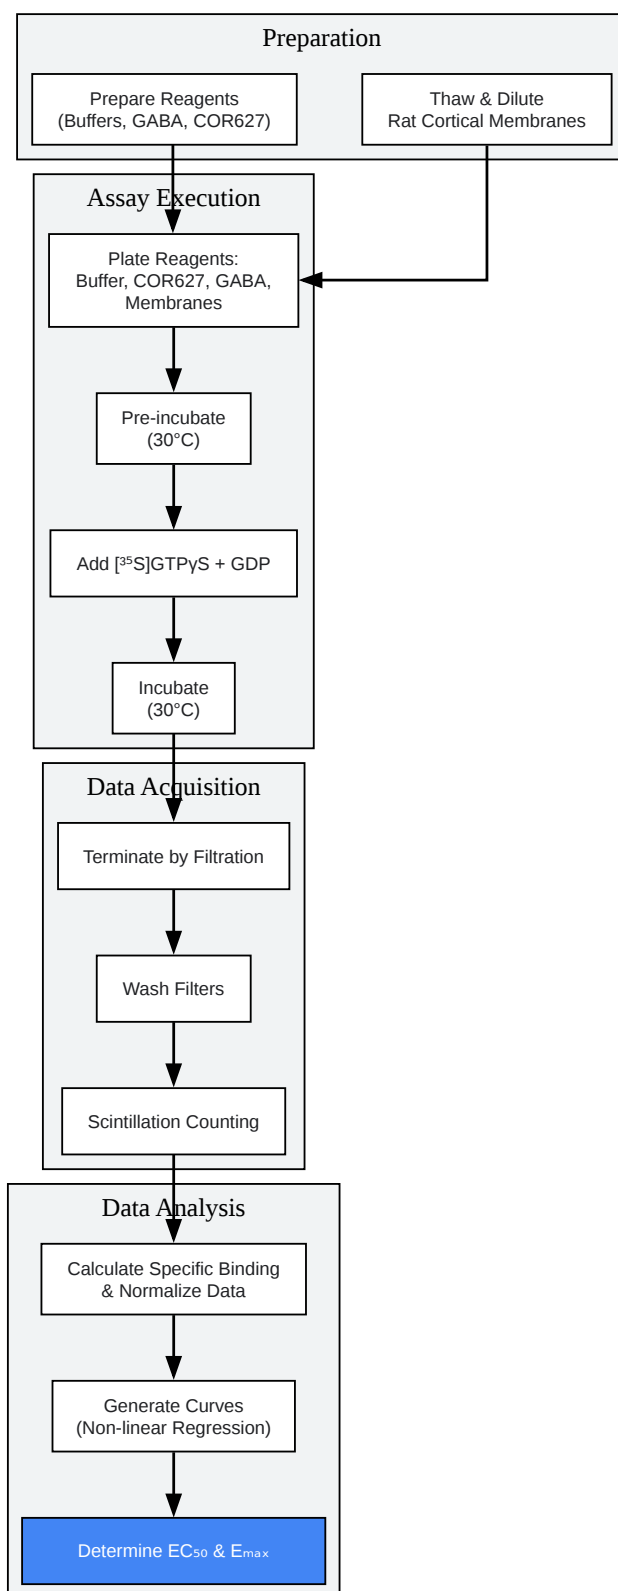 Preparation
Prepare Reagents
(Buffers, GABA, COR627)
Thaw & Dilute
Rat Cortical Membranes
Assay Execution
Plate Reagents:
Buffer, COR627, GABA,
Membranes
Pre-incubate
(30°C)
Add [³⁵S]GTPγS + GDP
Incubate
(30°C)
Data Acquisition
Terminate by Filtration
Wash Filters
Scintillation Counting
Data Analysis
Calculate Specific Binding
& Normalize Data
Generate Curves
(Non-linear Regression)
Determine EC₅₀ & Eₘₐₓ